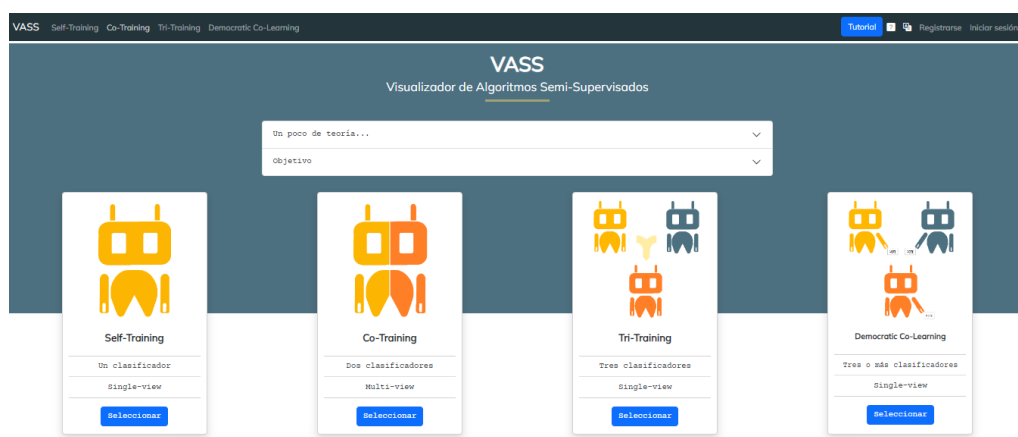 VASS Self-Training Co-Training Tri-Training Democratic Co-Learning Tutorial Registrarse Iniciar sesión
VASS
Visualizador de Algoritmos Semi-Supervisados
Un poco de teoría...
Objetivo
Self-Training
Un clasificador
Single-view
Seleccionar
Co-Training
Dos clasificadores
Multi-view
Seleccionar
Tri-Training
Tres clasificadores
Single-view
Seleccionar
Democratic Co-Learning
Tres o más clasificadores
Single-view
Seleccionar